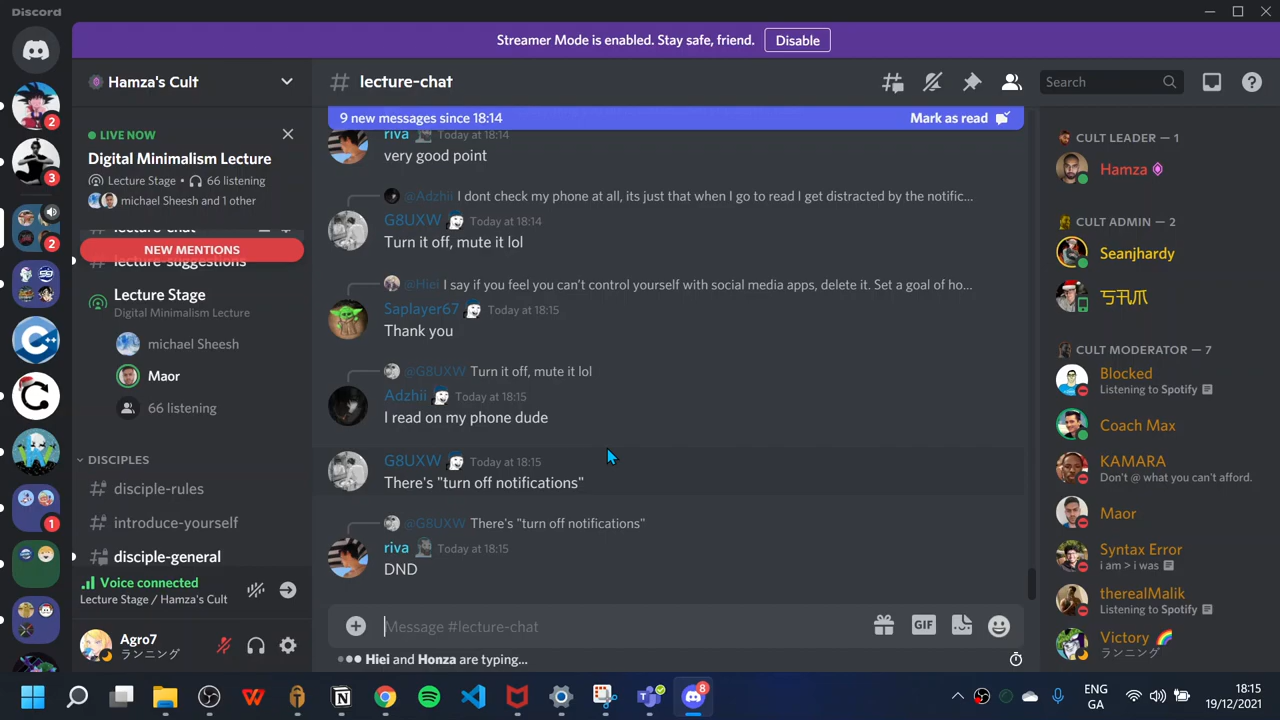 Discord
Streamer Mode is enabled. Stay safe, friend.
Disable
Hamza's Cult
lecture-chat
Search
2
3
2
1
LIVE NOW
Digital Minimalism Lecture
Lecture Stage • 66 listening
michael Sheesh and 1 other
lecture-chat
NEW MENTIONS
lecture-suggestions
Lecture Stage
Digital Minimalism Lecture
michael Sheesh
Maor
66 listening
DISCIPLES
disciple-rules
introduce-yourself
disciple-general
Voice connected
Lecture Stage / Hamza's Cult
Agro7
ランニング
9 new messages since 18:14
Mark as read
riva Today at 18:14
very good point
@Adzhii I dont check my phone at all, its just that when I go to read I get distracted by the notific...
G8UXW Today at 18:14
Turn it off, mute it lol
@Hiei I say if you feel you can't control yourself with social media apps, delete it. Set a goal of ho...
Saplayer67 Today at 18:15
Thank you
@G8UXW Turn it off, mute it lol
Adzhii Today at 18:15
I read on my phone dude
G8UXW Today at 18:15
There's "turn off notifications"
@G8UXW There's "turn off notifications"
riva Today at 18:15
DND
Message #lecture-chat
GIF
Hiei and Honza are typing...
CULT LEADER — 1
Hamza
CULT ADMIN — 2
Seanjhardy
CULT MODERATOR — 7
Blocked
Listening to Spotify
Coach Max
KAMARA
Don't @ what you can't afford.
Maor
Syntax Error
i am > i was
therealMalik
Listening to Spotify
Victory
ランニング
8
ENG
GA
18:15
19/12/2021